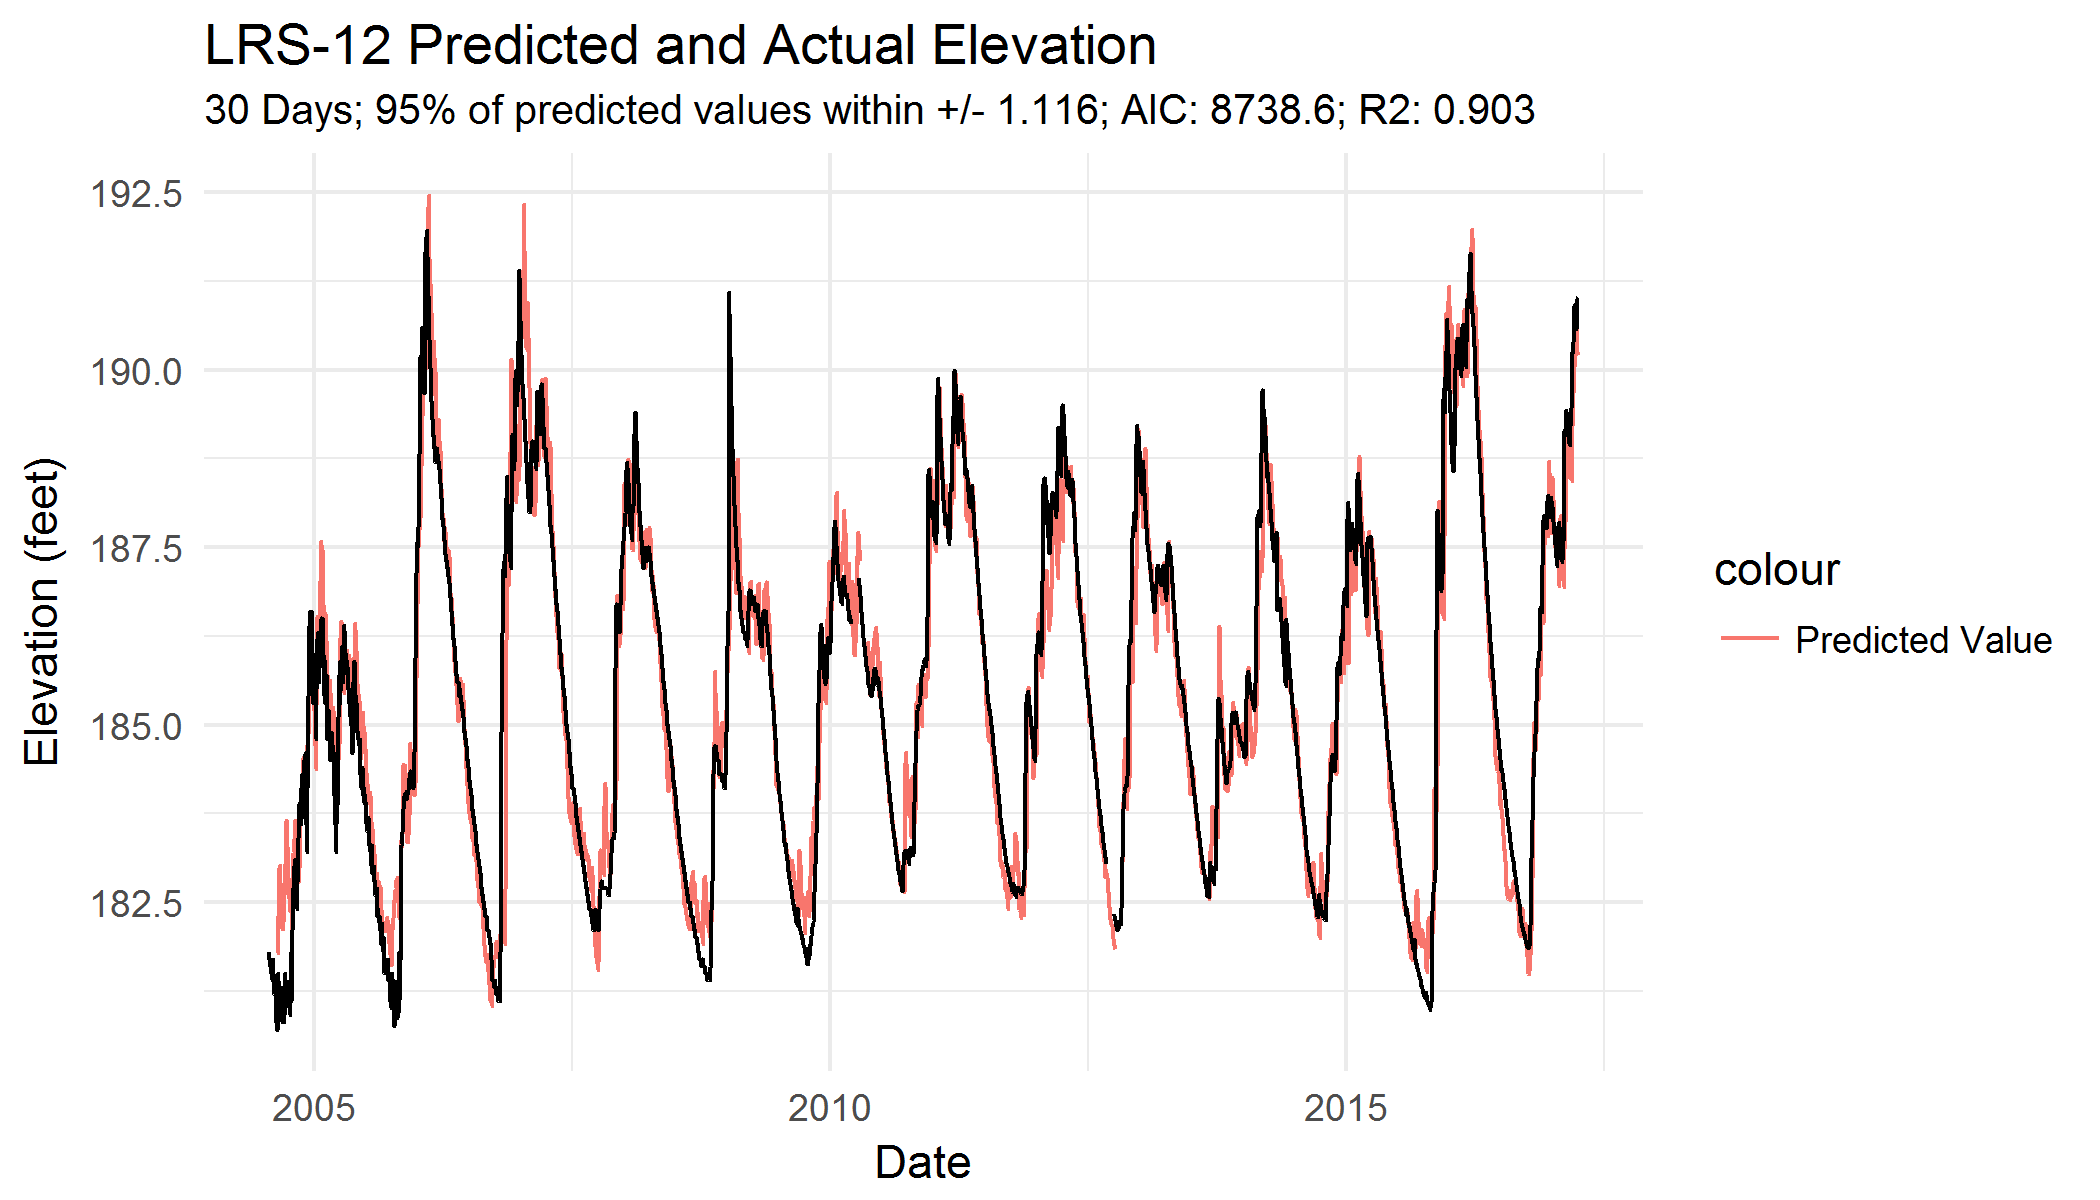 LRS-12 Predicted and Actual Elevation
30 Days; 95% of predicted values within +/- 1.116; AIC: 8738.6; R2: 0.903
192.5
190.0
187.5
185.0
182.5
Elevation (feet)
2005
2010
2015
Date
colour
Predicted Value